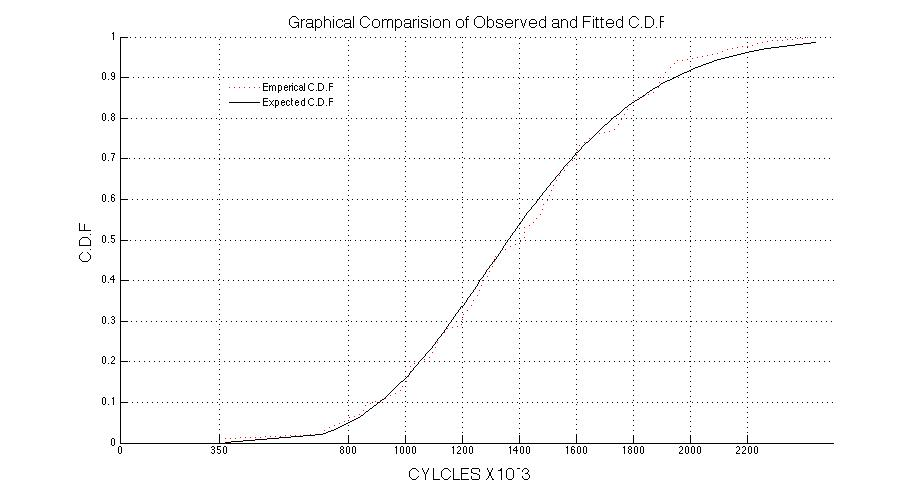 Graphical Comparision of Observed and Fitted C.D.F
1
0.9
Emperical C.D.F
Expected C.D.F
0.8
0.7
0.6
0.5
C.D.F
0.4
0.3
0.2
0.1
0
0 350 800 1000 1200 1400 1600 1800 2000 2200
CYLCLES X10^-3